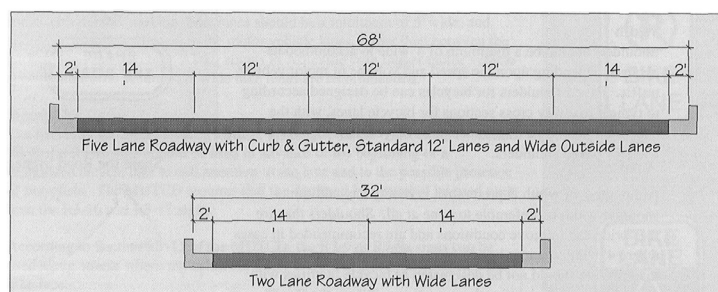 68'
2' 14 12' 12' 12' 14 2'
Five Lane Roadway with Curb & Gutter, Standard 12' Lanes and Wide Outside Lanes
32'
2' 14 14 2'
Two Lane Roadway with Wide Lanes